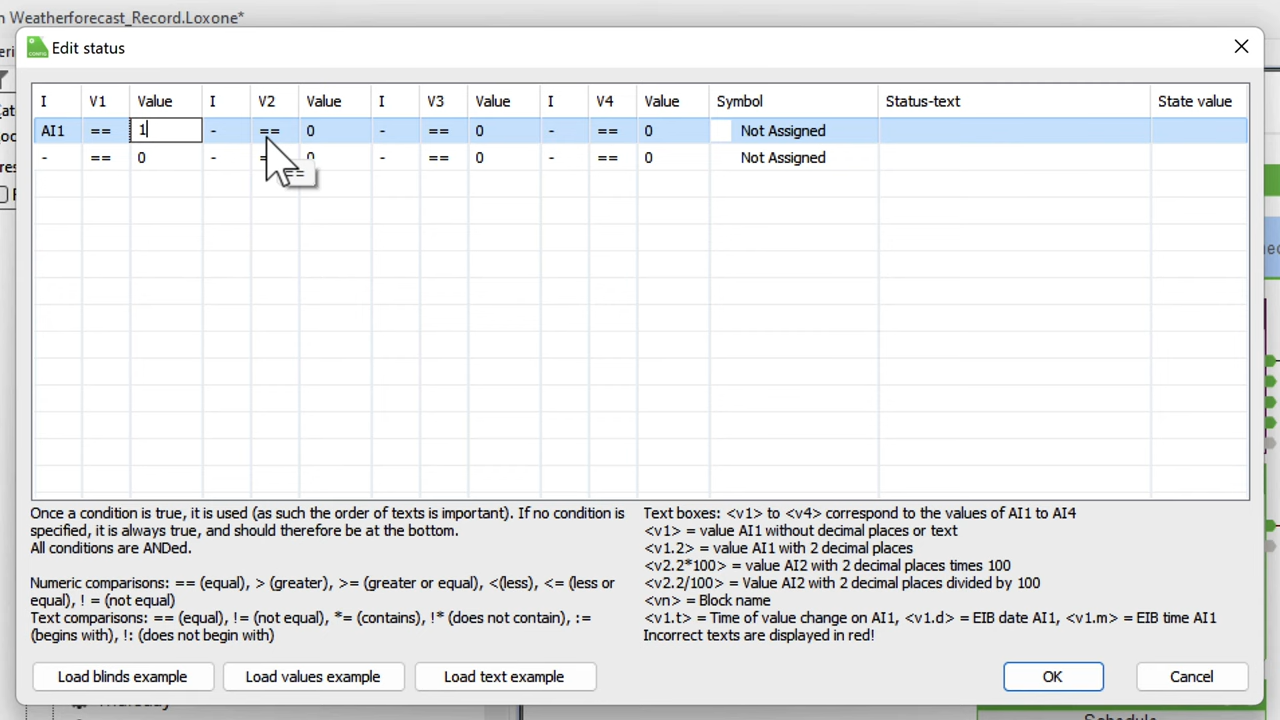 n Weatherforecast_Record.Loxone*
Edit status
I V1 Value I V2 Value I V3 Value I V4 Value Symbol Status-text State value
AI1 == 1 - == 0 - == 0 - == 0 Not Assigned
- == 0 - == 0 - == 0 - == 0 Not Assigned
==
Once a condition is true, it is used (as such the order of texts is important). If no condition is
specified, it is always true, and should therefore be at the bottom.
All conditions are ANDed.
Numeric comparisons: == (equal), > (greater), >= (greater or equal), <(less), <= (less or
equal), ! = (not equal)
Text comparisons: == (equal), != (not equal), *= (contains), !* (does not contain), :=
(begins with), !: (does not begin with)
Text boxes: <v1> to <v4> correspond to the values of AI1 to AI4
<v1> = value AI1 without decimal places or text
<v1.2> = value AI1 with 2 decimal places
<v2.2*100> = value AI2 with 2 decimal places times 100
<v2.2/100> = Value AI2 with 2 decimal places divided by 100
<vn> = Block name
<v1.t> = Time of value change on AI1, <v1.d> = EIB date AI1, <v1.m> = EIB time AI1
Incorrect texts are displayed in red!
Load blinds example Load values example Load text example OK Cancel
Thursday
Schedule